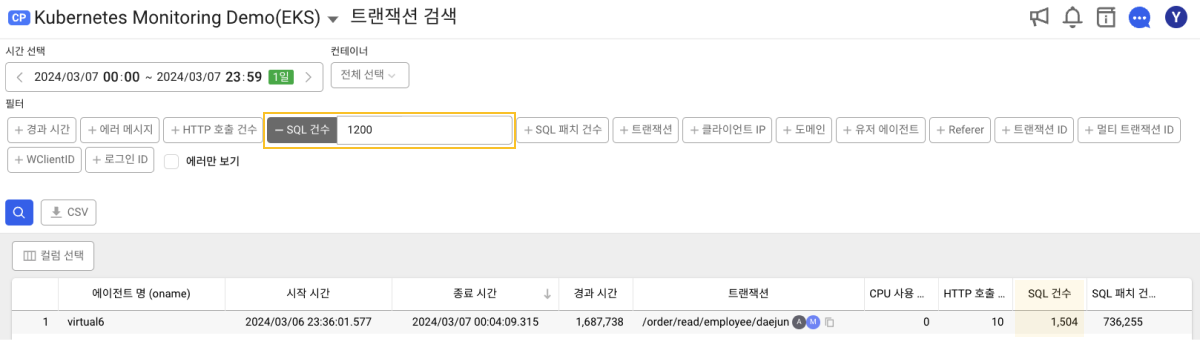 CP Kubernetes Monitoring Demo(EKS) 트랜잭션 검색 Y
시간 선택 컨테이너
2024/03/07 00:00 ~ 2024/03/07 23:59 1일 전체 선택
필터
경과 시간 에러 메시지 HTTP 호출 건수 SQL 건수 1200 SQL 패치 건수 트랜잭션 클라이언트 IP 도메인 유저 에이전트 Referer 트랜잭션 ID 멀티 트랜잭션 ID
WClientID 로그인 ID 에러만 보기
CSV
컬럼 선택
에이전트 명 (oname) 시작 시간 종료 시간 경과 시간 트랜잭션 CPU 사용 ... HTTP 호출 ... SQL 건수 SQL 패치 건...
1 virtual6 2024/03/06 23:36:01.577 2024/03/07 00:04:09.315 1,687,738 /order/read/employee/daejun A M 0 10 1,504 736,255